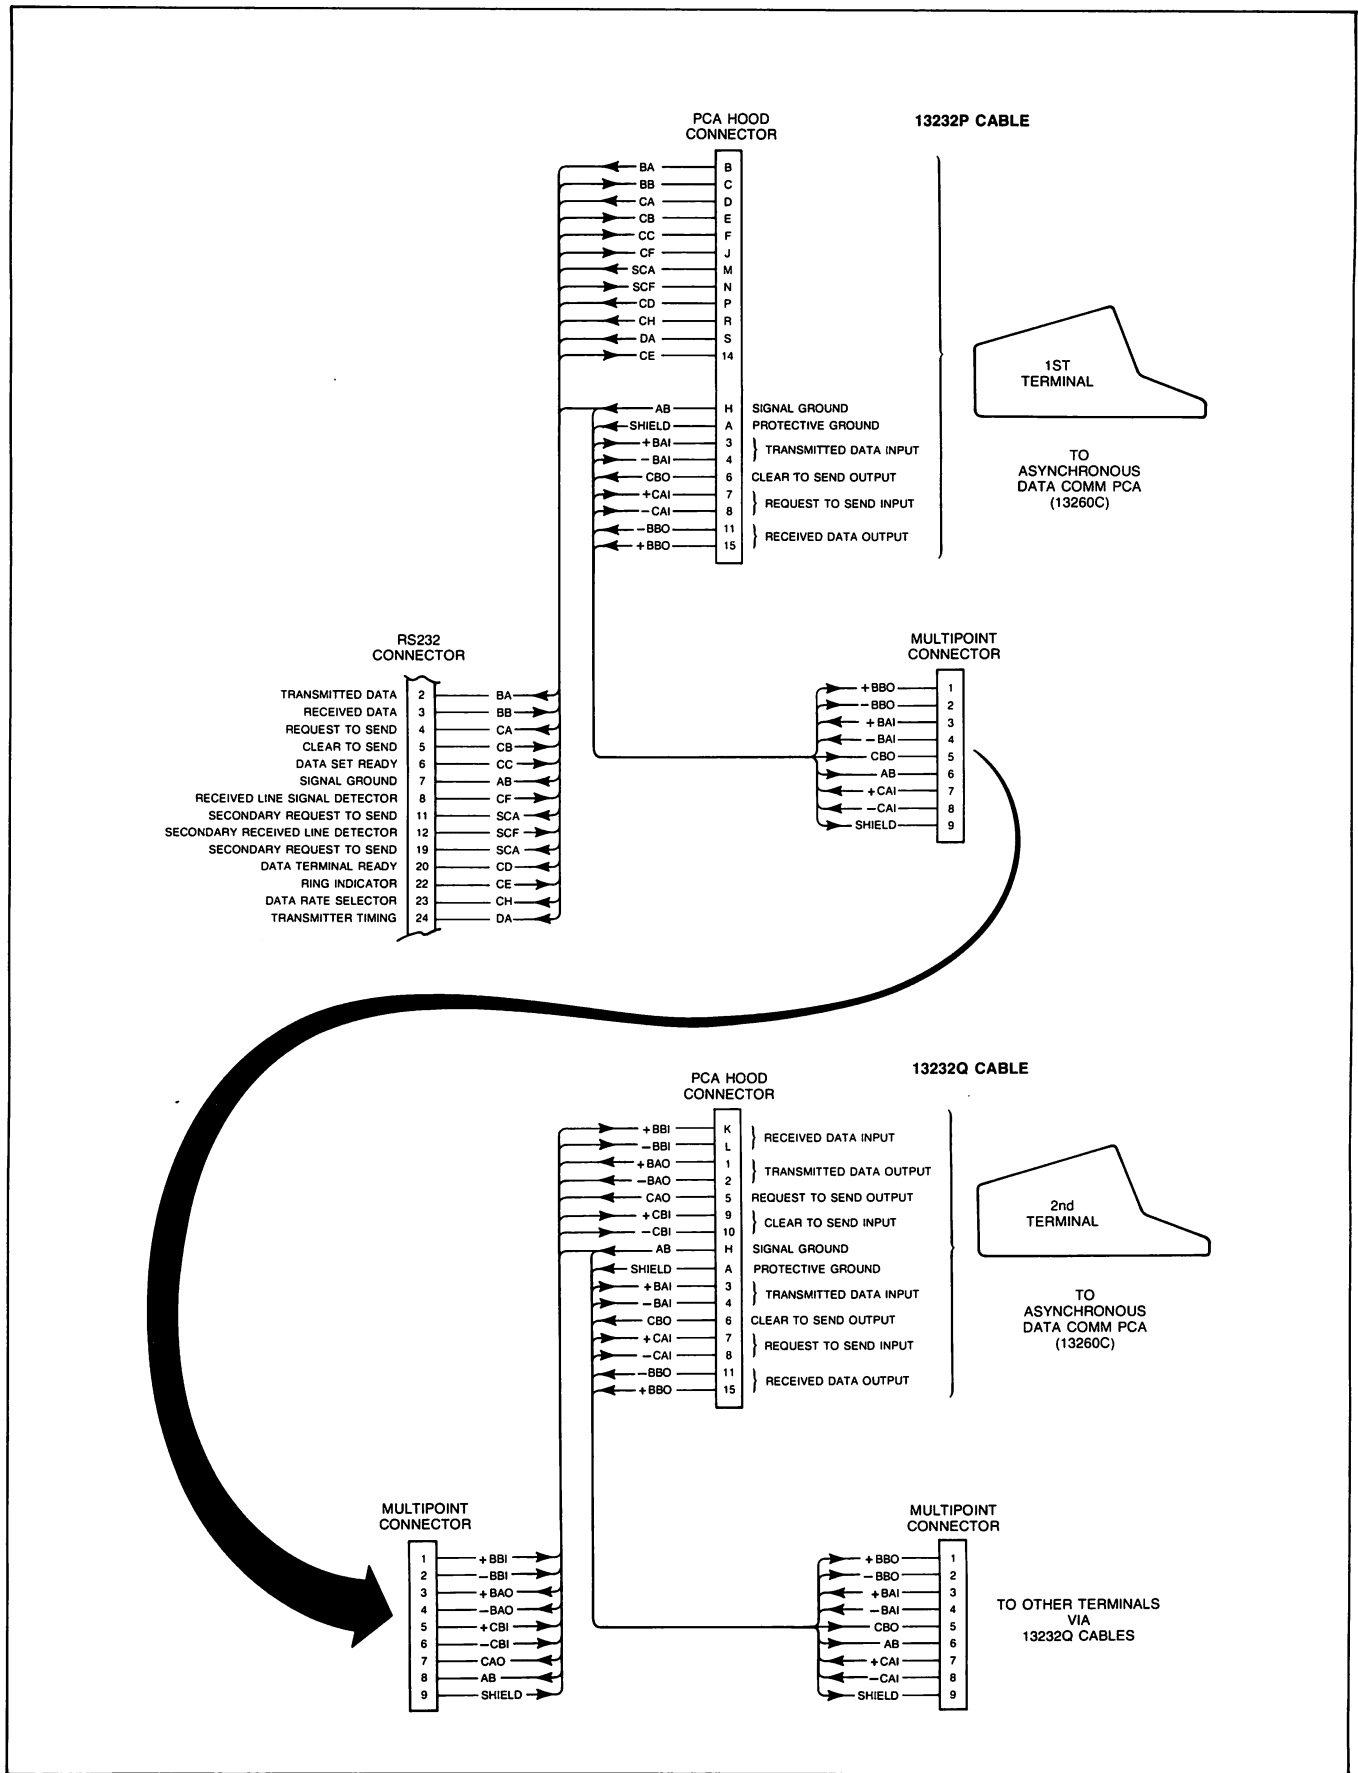 PCA HOOD
CONNECTOR
13232P CABLE
BA B
BB C
CA D
CB E
CC F
CF J
SCA M
SCF N
CD P
CH R
DA S
CE 14
AB H SIGNAL GROUND
SHIELD A PROTECTIVE GROUND
+BAI 3
TRANSMITTED DATA INPUT
−BAI 4
CBO 6 CLEAR TO SEND OUTPUT
+CAI 7
REQUEST TO SEND INPUT
−CAI 8
−BBO 11
RECEIVED DATA OUTPUT
+BBO 15
1ST
TERMINAL
TO
ASYNCHRONOUS
DATA COMM PCA
(13260C)
RS232
CONNECTOR
TRANSMITTED DATA 2 BA
RECEIVED DATA 3 BB
REQUEST TO SEND 4 CA
CLEAR TO SEND 5 CB
DATA SET READY 6 CC
SIGNAL GROUND 7 AB
RECEIVED LINE SIGNAL DETECTOR 8 CF
SECONDARY REQUEST TO SEND 11 SCA
SECONDARY RECEIVED LINE DETECTOR 12 SCF
SECONDARY REQUEST TO SEND 19 SCA
DATA TERMINAL READY 20 CD
RING INDICATOR 22 CE
DATA RATE SELECTOR 23 CH
TRANSMITTER TIMING 24 DA
MULTIPOINT
CONNECTOR
+BBO 1
−BBO 2
+BAI 3
−BAI 4
CBO 5
AB 6
+CAI 7
−CAI 8
SHIELD 9
PCA HOOD
CONNECTOR
13232Q CABLE
+BBI K
RECEIVED DATA INPUT
−BBI L
+BAO 1
TRANSMITTED DATA OUTPUT
−BAO 2
CAO 5 REQUEST TO SEND OUTPUT
+CBI 9
CLEAR TO SEND INPUT
−CBI 10
AB H SIGNAL GROUND
SHIELD A PROTECTIVE GROUND
+BAI 3
TRANSMITTED DATA INPUT
−BAI 4
CBO 6 CLEAR TO SEND OUTPUT
+CAI 7
REQUEST TO SEND INPUT
−CAI 8
−BBO 11
RECEIVED DATA OUTPUT
+BBO 15
2nd
TERMINAL
TO
ASYNCHRONOUS
DATA COMM PCA
(13260C)
MULTIPOINT
CONNECTOR
1 +BBI
2 −BBI
3 +BAO
4 −BAO
5 +CBI
6 −CBI
7 CAO
8 AB
9 SHIELD
MULTIPOINT
CONNECTOR
+BBO 1
−BBO 2
+BAI 3
−BAI 4
CBO 5
AB 6
+CAI 7
−CAI 8
SHIELD 9
TO OTHER TERMINALS
VIA
13232Q CABLES